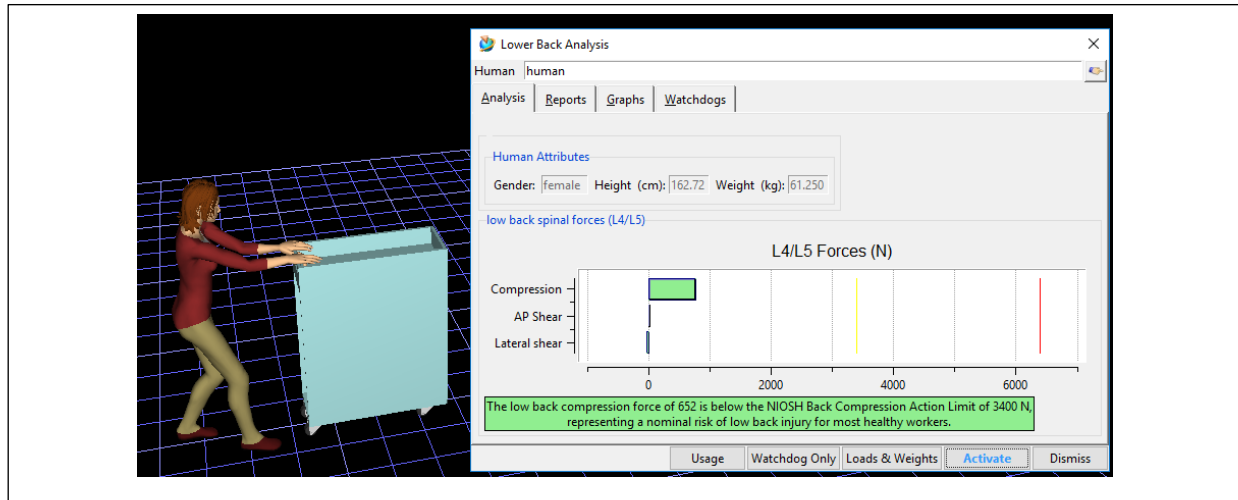 Lower Back Analysis
Human human
Analysis Reports Graphs Watchdogs
Human Attributes
Gender: female Height (cm): 162.72 Weight (kg): 61.250
low back spinal forces (L4/L5)
L4/L5 Forces (N)
Compression
AP Shear
Lateral shear
0 2000 4000 6000
The low back compression force of 652 is below the NIOSH Back Compression Action Limit of 3400 N,
representing a nominal risk of low back injury for most healthy workers.
Usage Watchdog Only Loads & Weights Activate Dismiss